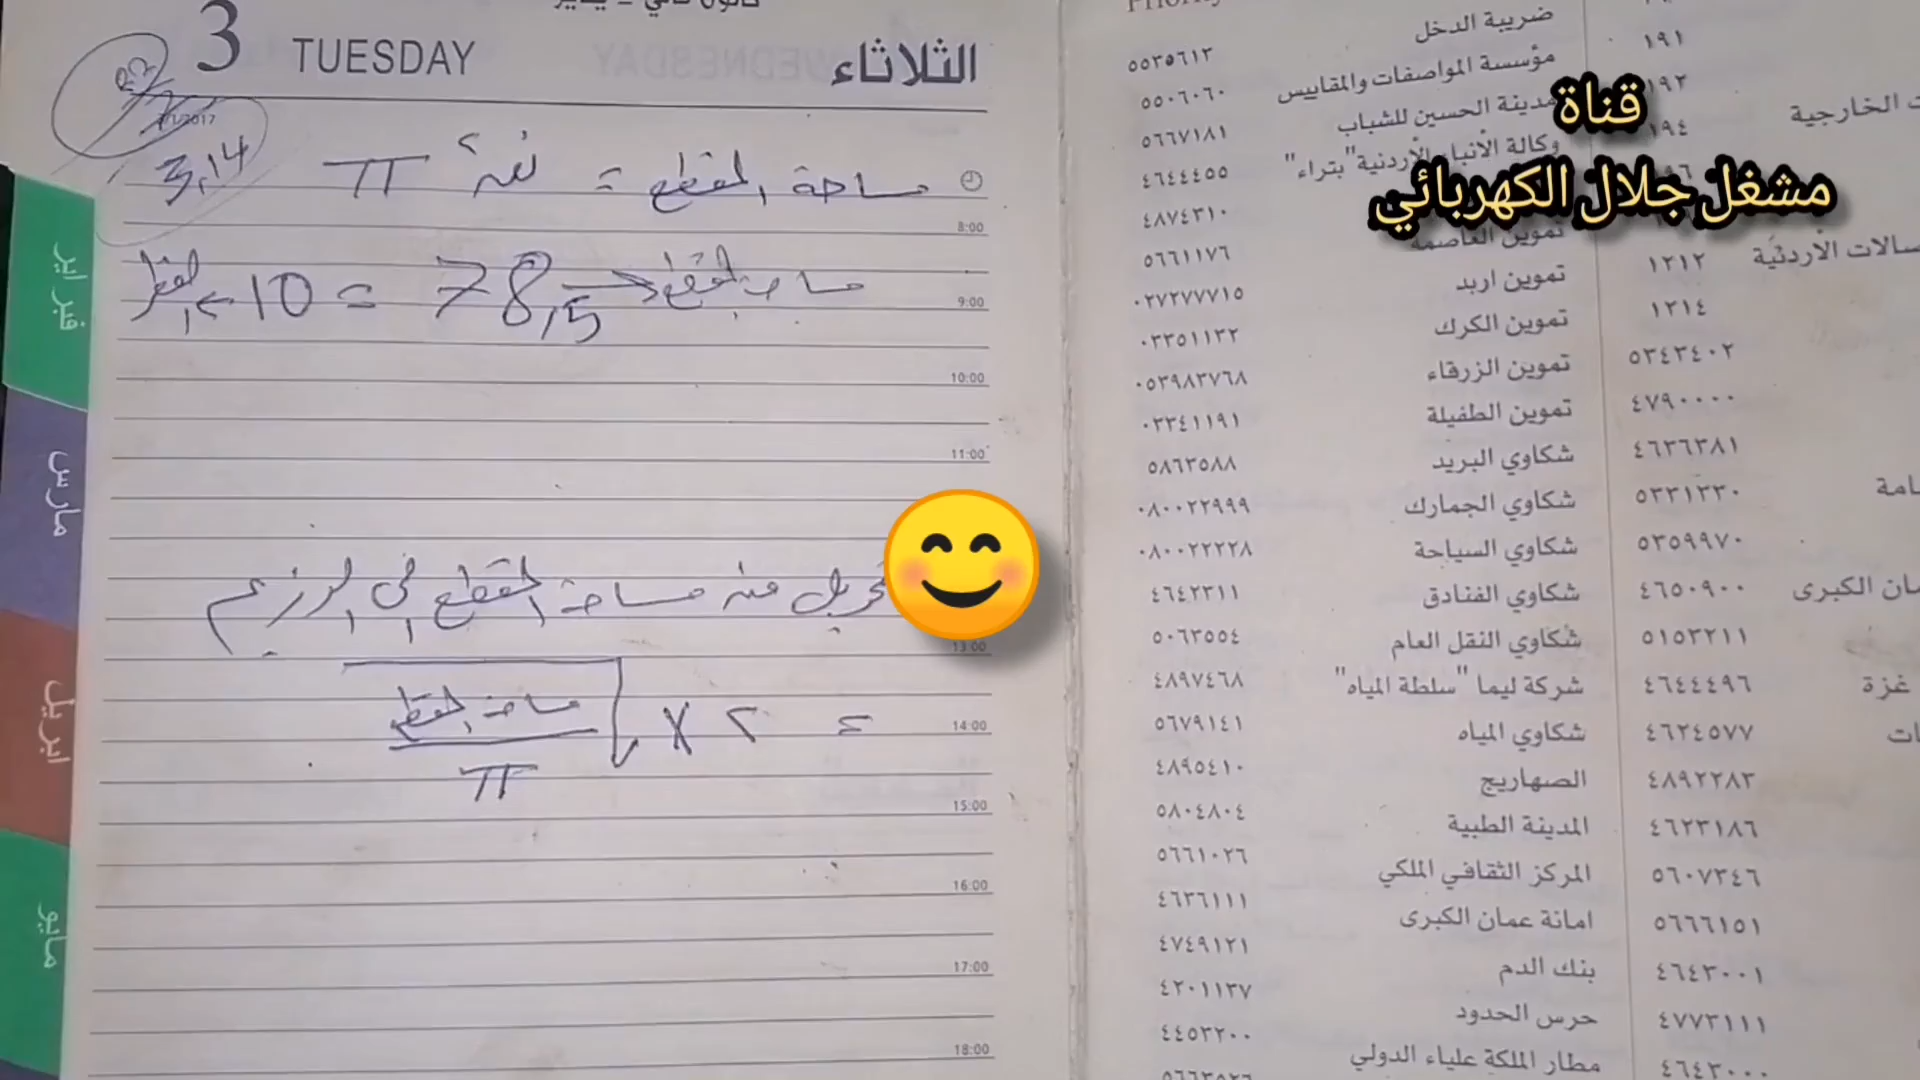 3 TUESDAY الثلاثاء
3,14
مساحة المقطع = نق² π
8:00
مساحة المقطع ← 78,5 = 10 ← القطر
9:00
10:00
11:00
تحويل من مساحة المقطع الى
13:00
= 2 × √ مساحة المقطع / π
14:00
15:00
16:00
17:00
18:00
فبراير
مارس
ابريل
مايو
قناة
مشغل جلال الكهربائي
ضريبة الدخل ٥٥٣٥٦١٣
مؤسسة المواصفات والمقاييس ٥٥٠٦٠٦٠
مدينة الحسين للشباب ٥٦٦٧١٨١
وكالة الأنباء الأردنية "بتراء" ٤٦٤٤٤٥٥
٤٨٧٤٣١٠
تموين العاصمة ٥٦٦١١٧٦
تموين اربد ٠٢٧٢٧٧٧١٥
تموين الكرك ٠٣٣٥١١٣٢
تموين الزرقاء ٠٥٣٩٨٣٧٦٨
تموين الطفيلة ٠٣٣٤١١٩١
شكاوي البريد ٥٨٦٣٥٨٨
شكاوي الجمارك ٠٨٠٠٢٢٩٩٩
شكاوي السياحة ٠٨٠٠٢٢٢٢٨
شكاوي الفنادق ٤٦٤٢٣١١
شكاوي النقل العام ٥٠٦٣٥٥٤
شركة ليما "سلطة المياه" ٤٨٩٧٤٦٨
شكاوي المياه ٥٦٧٩١٤١
الصهاريج ٤٨٩٥٤١٠
المدينة الطبية ٥٨٠٤٨٠٤
المركز الثقافي الملكي ٥٦٦١٠٢٦
امانة عمان الكبرى ٤٦٣٦١١١
بنك الدم ٤٧٤٩١٢١
حرس الحدود ٤٢٠١١٣٧
مطار الملكة علياء الدولي ٤٤٥٣٢٠٠
١٩١
١٩٢
ت الخارجية ١٩٤
صالات الأردنية ١٢١٢
١٢١٤
٥٣٤٣٤٠٢
٤٧٩٠٠٠٠
٤٦٣٦٣٨١
٥٣٣١٣٣٠
٥٣٥٩٩٧٠
مان الكبرى ٤٦٥٠٩٠٠
٥١٥٣٢١١
غزة ٤٦٤٤٤٩٦
٤٦٢٤٥٧٧
٤٨٩٢٢٨٣
٤٦٢٣١٨٦
٥٦٠٧٣٤٦
٥٦٦٦١٥١
٤٦٤٣٠٠١
٤٧٧٣١١١
٤٦٤٣٠٠٠